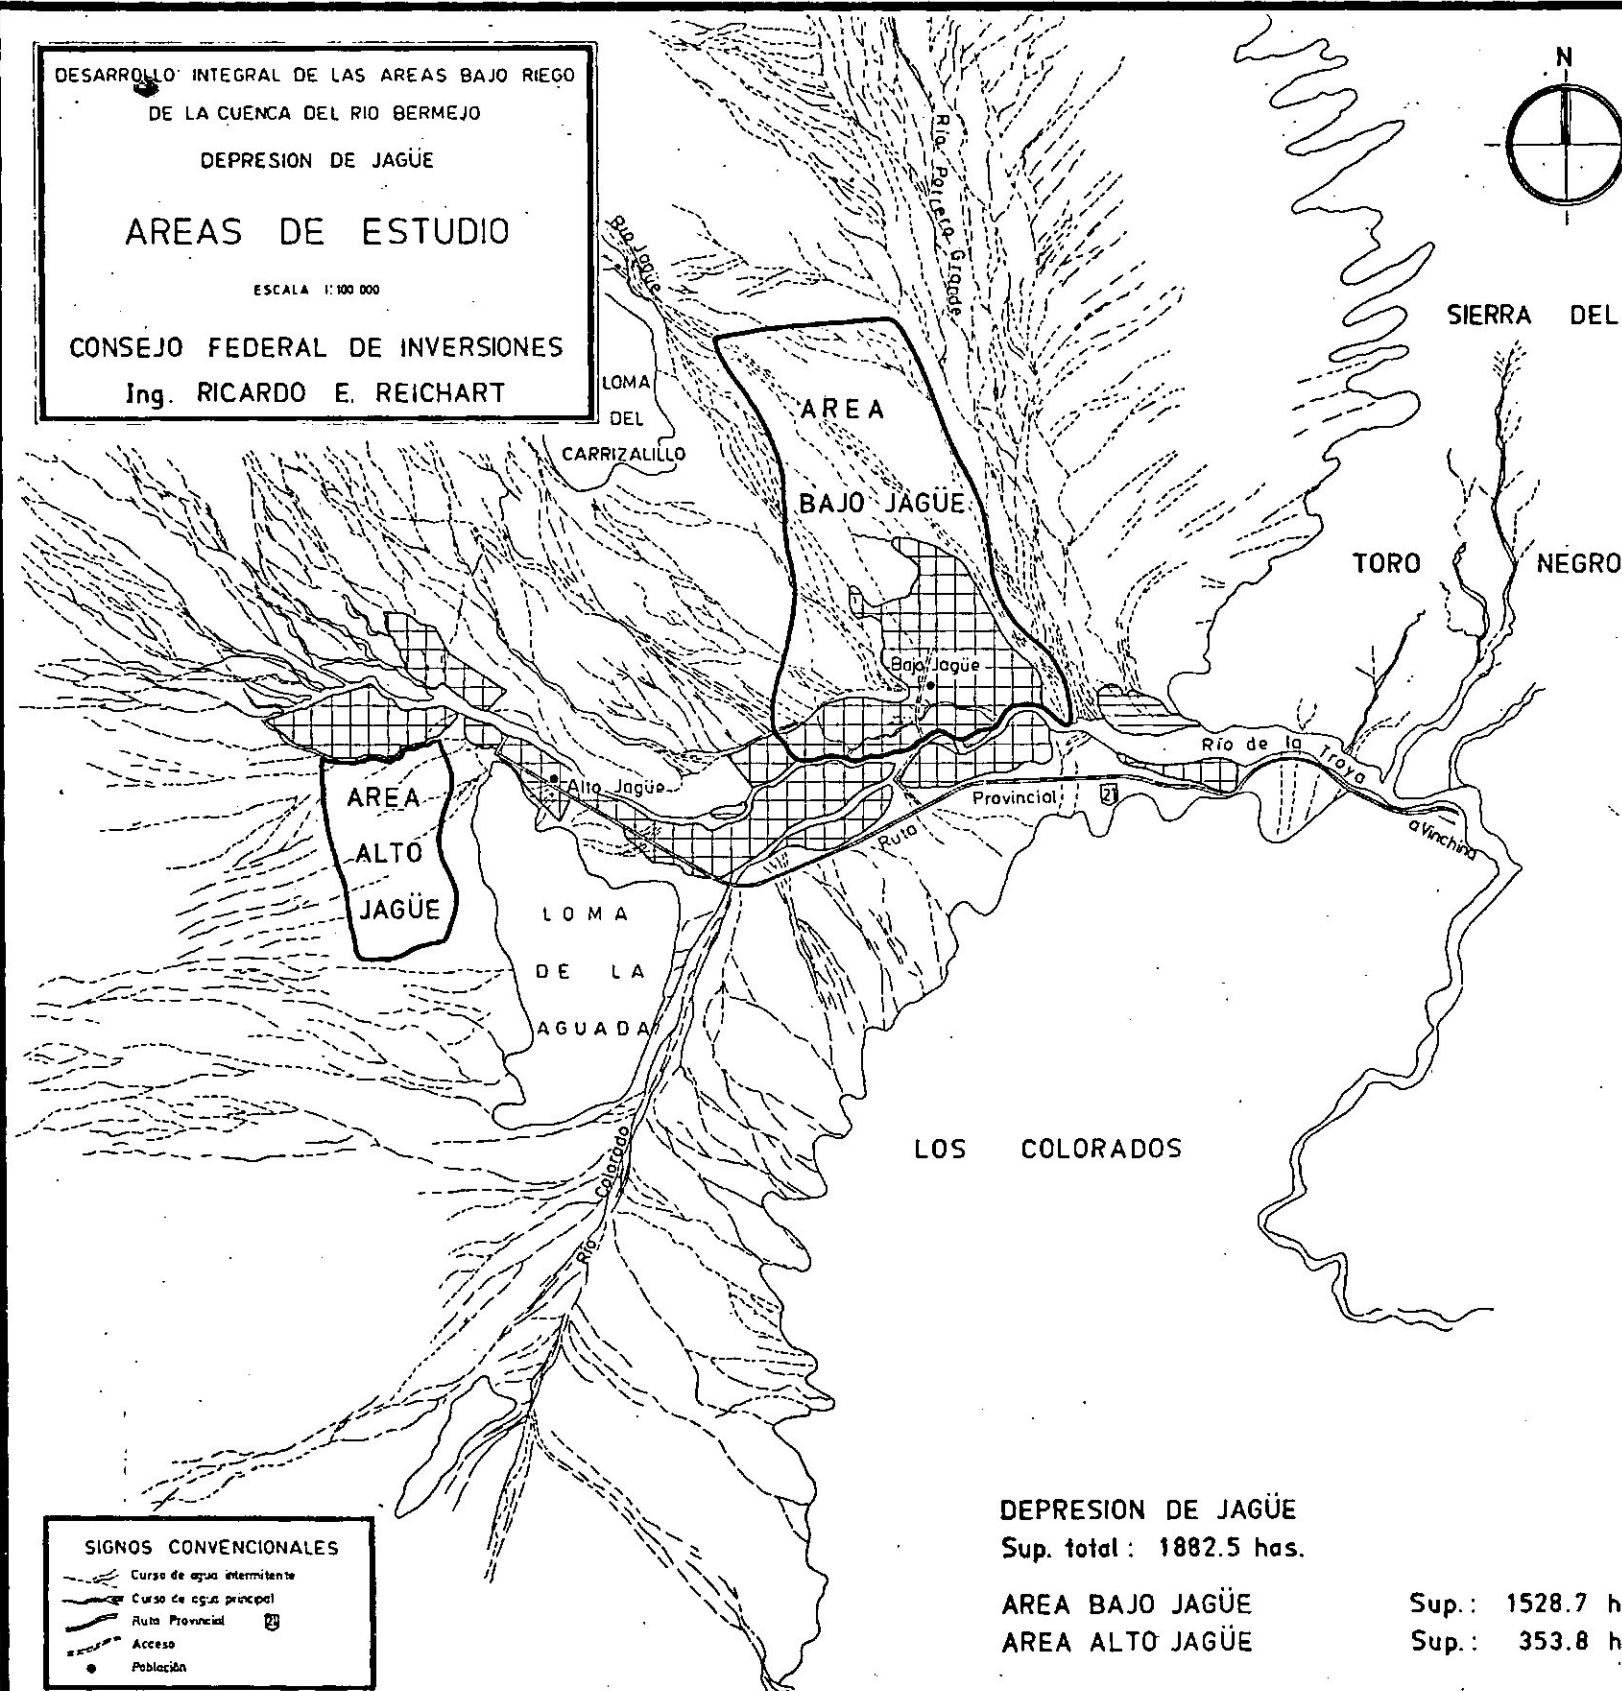 DESARROLLO INTEGRAL DE LAS AREAS BAJO RIEGO
DE LA CUENCA DEL RIO BERMEJO
DEPRESION DE JAGÜE
AREAS DE ESTUDIO
ESCALA 1:100 000
CONSEJO FEDERAL DE INVERSIONES
Ing. RICARDO E. REICHART
N
Río Jagüe
Río Potrero Grande
SIERRA DEL
TORO NEGRO
LOMA
DEL
CARRIZALILLO
AREA
BAJO JAGÜE
Bajo Jagüe
Alto Jagüe
AREA
ALTO
JAGÜE
Río de la Troya
Ruta Provincial 21
a Vinchina
LOMA
DE LA
AGUADA
Río Colorado
LOS COLORADOS
SIGNOS CONVENCIONALES
Curso de agua intermitente
Curso de agua principal
Ruta Provincial 21
Acceso
Población
DEPRESION DE JAGÜE
Sup. total : 1882.5 has.
AREA BAJO JAGÜE Sup.: 1528.7 h
AREA ALTO JAGÜE Sup.: 353.8 h